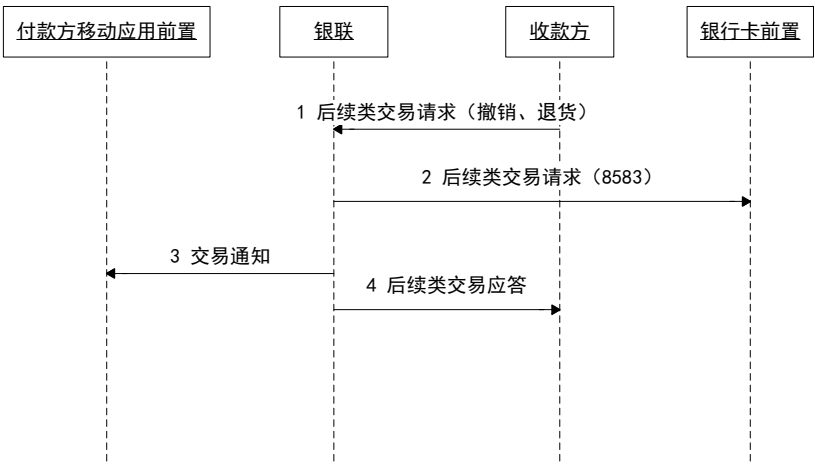 付款方移动应用前置
银联
收款方
银行卡前置
1 后续类交易请求（撤销、退货）
2 后续类交易请求（8583）
3 交易通知
4 后续类交易应答